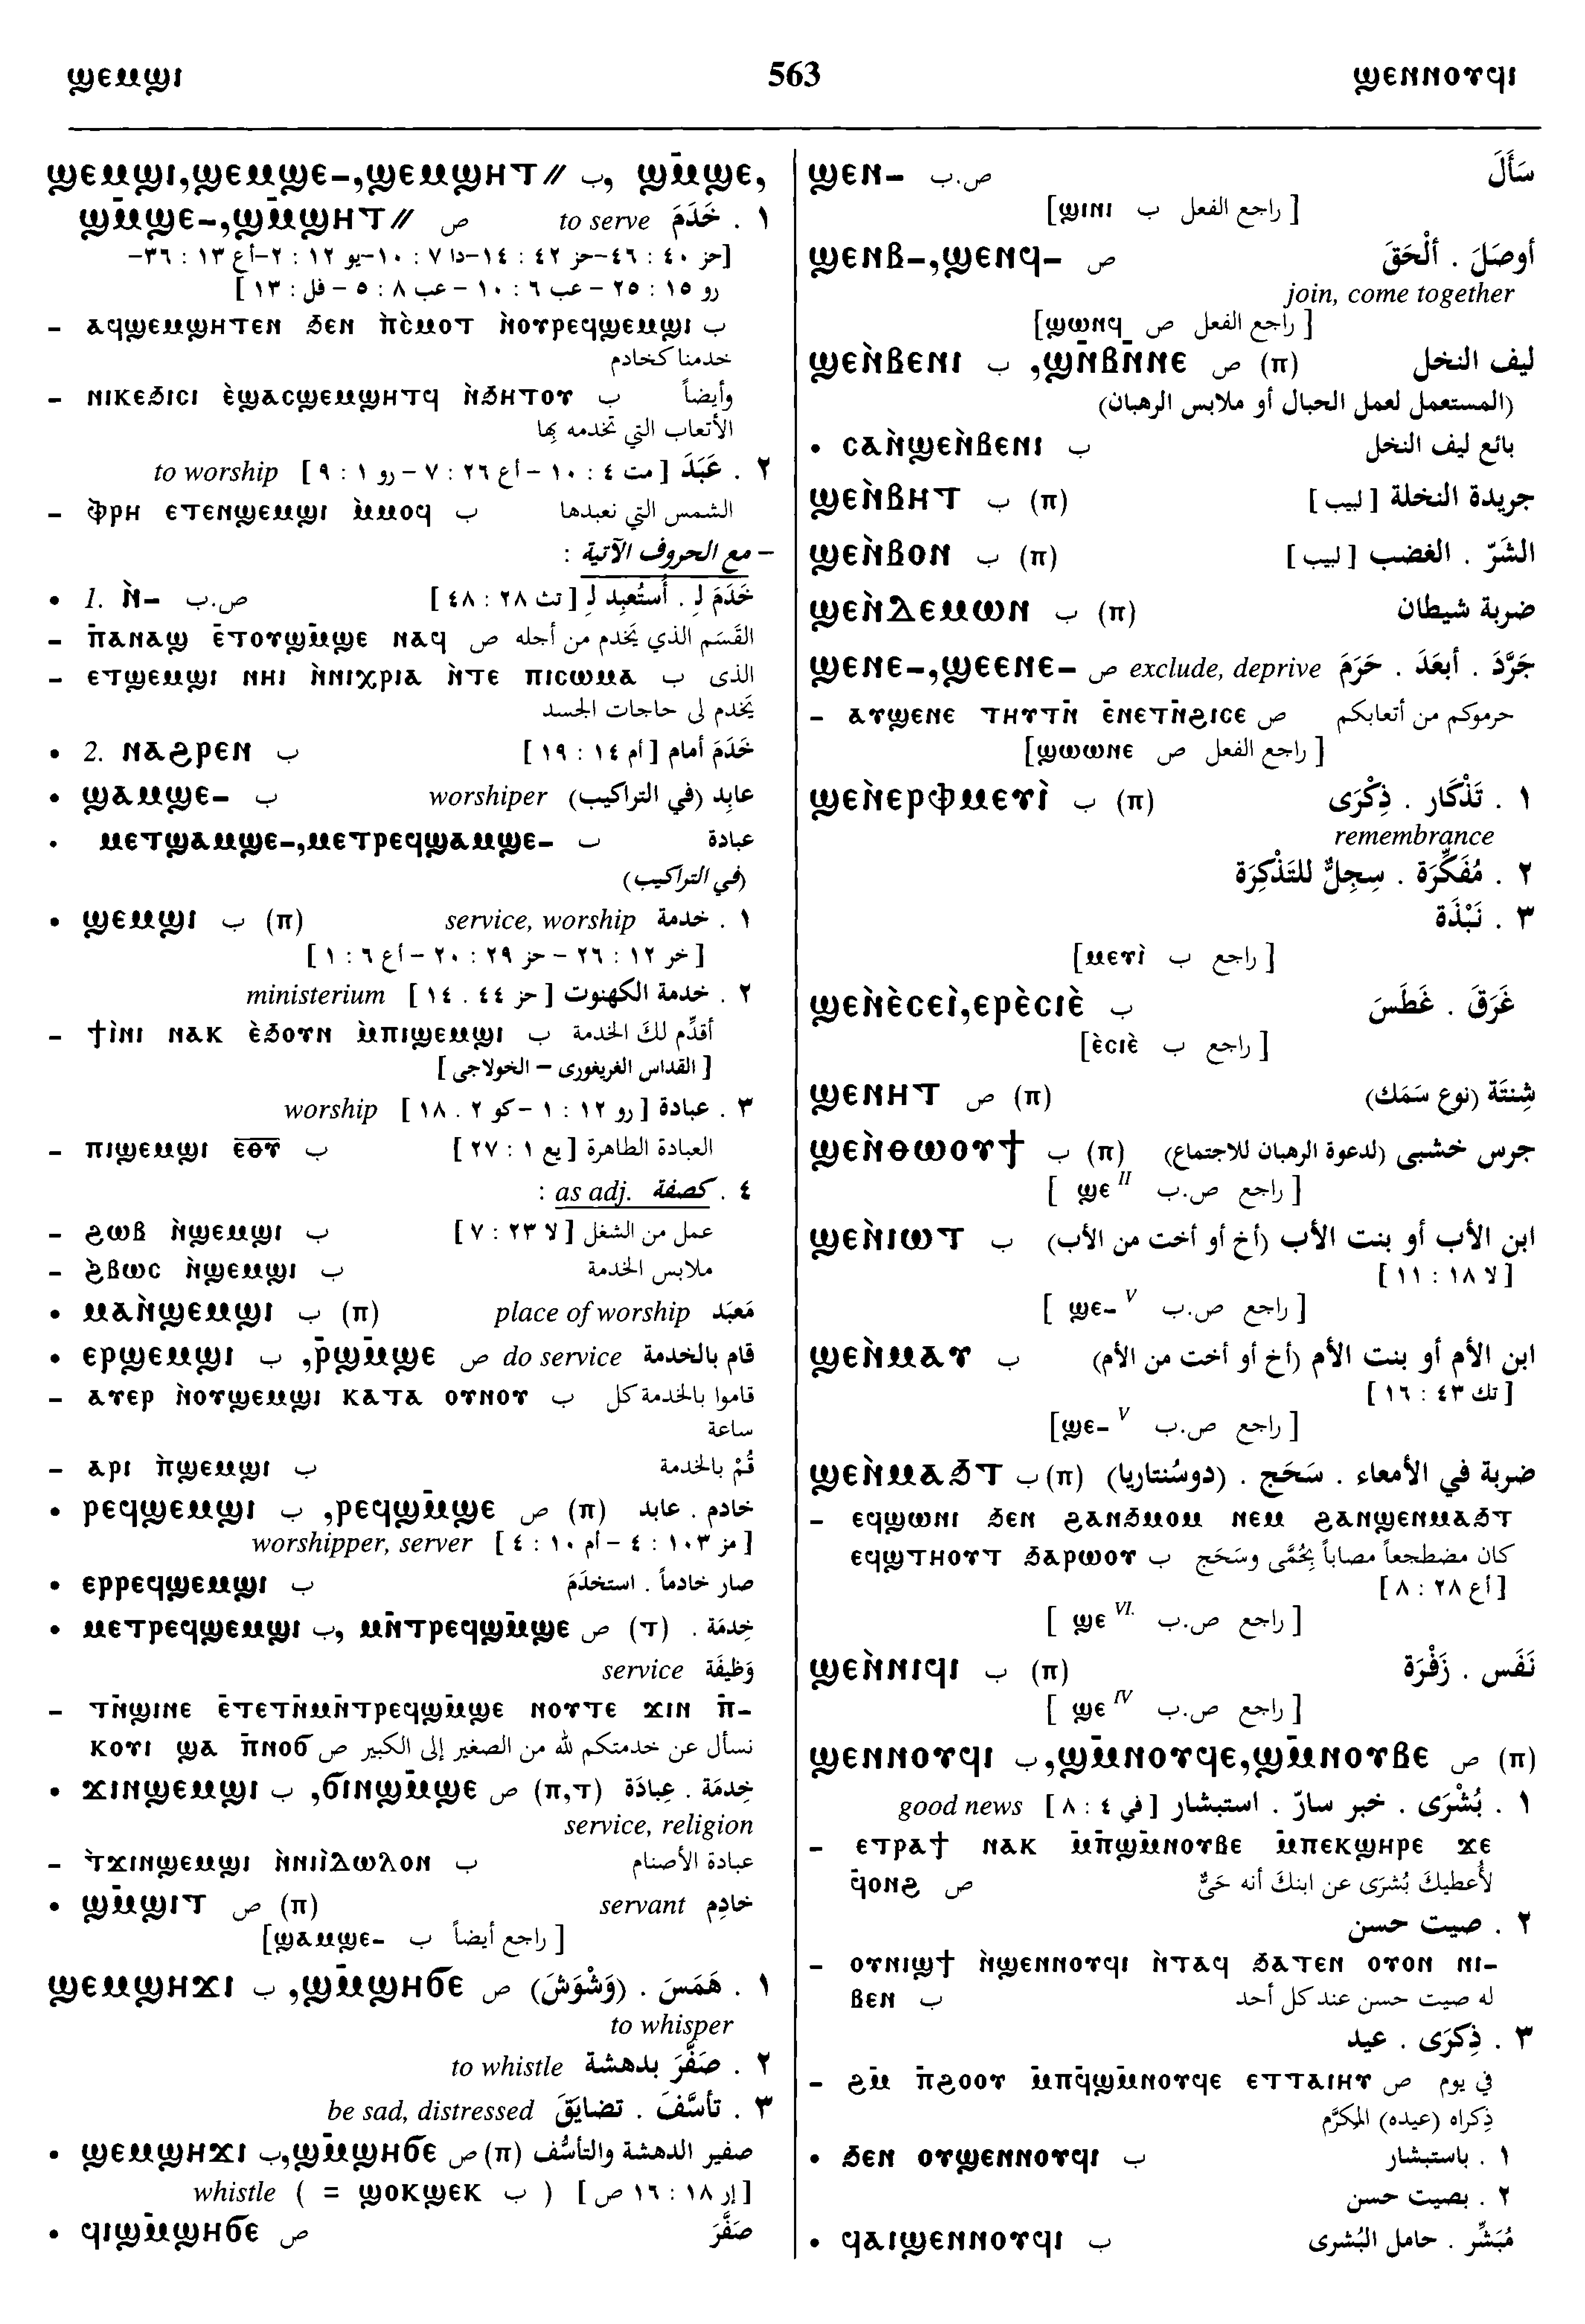 ϣⲉⲙϣⲓ 563 ϣⲉⲛⲛⲟⲩϥⲓ
ϣⲉⲙϣⲓ,ϣⲉⲙϣⲉ–,ϣⲉⲙϣⲏⲧ// ب, ϣⲙ̄ϣⲉ,
ϣⲙ̄ϣⲉ–,ϣⲙ̄ϣⲏⲧ// ص to serve ١ . خَدَمَ
[حز ٤٠ : ٤٦–حز ٤٢ : ١٤–دا ٧ : ١٠–يو ١٢ : ٢–أع ١٣ : ٣٦–
رو ١٥ : ٢٥ – عب ٦ : ١٠ – عب ٨ : ٥ – فل : ١٣ ]
– ⲁϥϣⲉⲙϣⲏⲧⲉⲛ ϧⲉⲛ ⲡ̀ⲥ̀ⲙⲟⲧ ⲛ̀ⲟⲩⲣⲉϥϣⲉⲙϣⲓ ب
خدمنا كخادم
– ⲛⲓⲕⲉϧⲓⲥⲓ ⲉ̀ϣⲁⲥϣⲉⲙϣⲏⲧϥ ⲛ̀ϧⲏⲧⲟⲩ ب وأيضاً
الأتعاب التي تخدمه بها
to worship [ مت ٤ : ١٠ – أع ٢٦ : ٧ – رو ١ : ٩ ] ٢ . عَبَدَ
– ⲫ̀ⲣⲏ ⲉⲧⲉⲛϣⲉⲙϣⲓ ⲙ̀ⲙⲟϥ ب الشمس التي نعبدها
– مع الحروف الآتية :
• 1. ⲛ̀– ص.ب خَدَمَ لِـ . أستُعبِد لـِ [ تث ٢٨ : ٤٨ ]
– ⲡ̄ⲁⲛⲁϣ ⲉ̄ⲧⲟⲩϣⲙ̄ϣⲉ ⲛⲁϥ ص القَسَم الذي يَخدم من أجله
– ⲉⲧϣⲉⲙϣⲓ ⲛⲏⲓ ⲛ̀ⲛⲓⲭⲣⲓⲁ ⲛ̀ⲧⲉ ⲡⲓⲥⲱⲙⲁ ب الذى
يَخدم لى حاجات الجسد
• 2. ⲛⲁϩⲣⲉⲛ ب خَدَمَ أمام [ أم ١٤ : ١٩ ]
• ϣⲁⲙϣⲉ– ب worshiper عابِد (في التراكيب)
• ⲙⲉⲧϣⲁⲙϣⲉ–,ⲙⲉⲧⲣⲉϥϣⲁⲙϣⲉ– ب عبادة
(في التراكيب)
• ϣⲉⲙϣⲓ ب (ⲡ) service, worship ١ . خدمة
[ خر ١٢ : ٢٦ – حز ٢٩ : ٢٠ – أع ٦ : ١ ]
ministerium [ حز ٤٤ . ١٤ ] ٢ . خدمة الكهنوت
– ϯⲓ̀ⲛⲓ ⲛⲁⲕ ⲉ̀ϧⲟⲩⲛ ⲙ̀ⲡⲓϣⲉⲙϣⲓ ب أقدِّم لكَ الخدمة
[ القداس الغريغورى – الخولاجى ]
worship [ رو ١٢ : ١ – كو ٢ . ١٨ ] ٣ . عبادة
– ⲡⲓϣⲉⲙϣⲓ ⲉ̅ⲑ̅ⲩ̅ ب العبادة الطاهرة [ يع ١ : ٢٧ ]
٤ . كصفة as adj. :
– ϩⲱⲃ ⲛ̀ϣⲉⲙϣⲓ ب عمل من الشغل [ لا ٢٣ : ٧ ]
– ϩ̀ⲃⲱⲥ ⲛ̀ϣⲉⲙϣⲓ ب ملابس الخدمة
• ⲙⲁⲛ̀ϣⲉⲙϣⲓ ب (ⲡ) place of worship مَعبَد
• ⲉⲣϣⲉⲙϣⲓ ب ,ⲣ̄ϣⲙ̄ϣⲉ ص do service قام بالخدمة
– ⲁⲩⲉⲣ ⲛ̀ⲟⲩϣⲉⲙϣⲓ ⲕⲁⲧⲁ ⲟⲩⲛⲟⲩ ب قاموا بالخدمة كل
ساعة
– ⲁⲣⲓ ⲡ̀ϣⲉⲙϣⲓ ب قُمْ بالخدمة
• ⲣⲉϥϣⲉⲙϣⲓ ب ,ⲣⲉϥϣⲙ̄ϣⲉ ص (ⲡ) خادم . عابد
worshipper, server [ مز ١٠٣ : ٤ – أم ١٠ : ٤ ]
• ⲉⲣⲣⲉϥϣⲉⲙϣⲓ ب صار خادماً . استخدَمَ
• ⲙⲉⲧⲣⲉϥϣⲉⲙϣⲓ ب, ⲙⲛ̄ⲧⲣⲉϥϣⲙ̄ϣⲉ ص (ⲧ) خِدمَة .
service وَظيفَة
– ⲧⲛ̄ϣⲓⲛⲉ ⲉ̄ⲧⲉⲧⲛ̄ⲙⲛ̄ⲧⲣⲉϥϣⲙ̄ϣⲉ ⲛⲟⲩⲧⲉ ϫⲓⲛ ⲡ̄–
ⲕⲟⲩⲓ ϣⲁ ⲡ̄ⲛⲟϭ ص نسأل عن خدمتكم لله من الصغير إلى الكبير
• ϫⲓⲛϣⲉⲙϣⲓ ب ,ϭⲓⲛϣⲙ̄ϣⲉ ص (ⲡ,ⲧ) خِدمَة . عِبادَة
service, religion
– ⲧ̀ϫⲓⲛϣⲉⲙϣⲓ ⲛ̀ⲛⲓⲓ̀ⲇⲱⲗⲟⲛ ب عبادة الأصنام
• ϣⲙ̄ϣⲓⲧ ص (ⲡ) servant خادِم
[ راجع أيضاً ب ϣⲁⲙϣⲉ–]
ϣⲉⲙϣⲏϫⲓ ب ,ϣⲙ̄ϣⲏϭⲉ ص ١ . هَمَسَ . (وَشْوَشَ)
to whisper
to whistle ٢ . صَفَّرَ بدهشة
be sad, distressed ٣ . تأسَّفَ . تضايَقَ
• ϣⲉⲙϣⲏϫⲓ ب,ϣⲙ̄ϣⲏϭⲉ ص (ⲡ) صفير الدهشة والتأسُّف
whistle ( = ϣⲟⲕϣⲉⲕ ب ) [ إر ١٨ : ١٦ ص ]
• ϥⲓϣⲙ̄ϣⲏϭⲉ ص صَفَّرَ
ϣⲉⲛ– ص.ب سَأَلَ
[ راجع الفعل ب ϣⲓⲛⲓ]
ϣⲉⲛⲃ–,ϣⲉⲛϥ– ص أوصَلَ . ألْحَقَ
join, come together
[ راجع الفعل ص ϣⲱⲛϥ̄]
ϣⲉⲛ̀ⲃⲉⲛⲓ ب ,ϣⲛ̄ⲃⲛ̄ⲛⲉ ص (ⲡ) ليف النخل
(المستعمل لعمل الحبال أو ملابس الرهبان)
• ⲥⲁⲛ̀ϣⲉⲛ̀ⲃⲉⲛⲓ ب بائع ليف النخل
ϣⲉⲛ̀ⲃⲏⲧ ب (ⲡ) جريدة النخلة [ لبيب ]
ϣⲉⲛ̀ⲃⲟⲛ ب (ⲡ) الشَرّ . الغضب [ لبيب ]
ϣⲉⲛ̀ⲇⲉⲙⲱⲛ ب (ⲡ) ضربة شيطان
ϣⲉⲛⲉ–,ϣⲉⲉⲛⲉ– ص exclude, deprive جَرَّدَ . أبعَدَ . حَرَمَ
– ⲁⲩϣⲉⲛⲉ ⲧⲏⲩⲧⲛ̄ ⲉ̄ⲛⲉⲧⲛ̄ϩⲓⲥⲉ ص حرموكم من أتعابكم
[ راجع الفعل ص ϣⲱⲱⲛⲉ]
ϣⲉⲛ̀ⲉⲣⲫⲙⲉⲩⲓ̀ ب (ⲡ) ١ . تَذْكَار . ذِكْرَى
remembrance
٢ . مُفَكِّرَة . سِجِلٌّ للتَذْكِرَة
٣ . نَبْذَة
[ راجع ب ⲙⲉⲩⲓ̀]
ϣⲉⲛ̀ⲉ̀ⲥⲉⲓ̀,ⲉⲣⲉ̀ⲥⲓⲉ̀ ب غَرَقَ . غَطَسَ
[ راجع ب ⲉ̀ⲥⲓⲉ̀]
ϣⲉⲛⲏⲧ ص (ⲡ) شِنتَة (نوع سَمَك)
ϣⲉⲛ̀ⲑⲱⲟⲩϯ ب (ⲡ) جرس خشبى (لدعوة الرهبان للاجتماع)
[ راجع ص.ب ϣⲉ II ]
ϣⲉⲛ̀ⲓⲱⲧ ب ابن الأب أو بنت الأب (أخ أو أخت من الأب)
[ لا ١٨ : ١١ ]
[ راجع ص.ب ϣⲉ– V ]
ϣⲉⲛ̀ⲙⲁⲩ ب ابن الأم أو بنت الأم (أخ أو أخت من الأم)
[ تك ٤٣ : ١٦ ]
[ راجع ص.ب ϣⲉ– V]
ϣⲉⲛ̀ⲙⲁϧⲧ ب (ⲡ) ضربة في الأمعاء . سَحَج . (دوسُنتاريا)
– ⲉϥϣⲱⲛⲓ ϧⲉⲛ ϩⲁⲛϧⲙⲟⲙ ⲛⲉⲙ ϩⲁⲛϣⲉⲛⲙⲁϧⲧ
ⲉϥϣⲧⲏⲟⲩⲧ ϧⲁⲣⲱⲟⲩ ب كان مضطجعاً مصاباً بحُمَّى وسَحَج
[ أع ٢٨ : ٨ ]
[ راجع ص.ب ϣⲉ VI. ]
ϣⲉⲛ̀ⲛⲓϥⲓ ب (ⲡ) نَفَس . زَفْرَة
[ راجع ص.ب ϣⲉ IV ]
ϣⲉⲛⲛⲟⲩϥⲓ ب ,ϣⲙ̄ⲛⲟⲩϥⲉ,ϣⲙ̄ⲛⲟⲩⲃⲉ ص (ⲡ)
good news [ في ٤ : ٨ ] ١ . بُشْرَى . خبر سارّ . استبشار
– ⲉⲧⲣⲁϯ ⲛⲁⲕ ⲙ̄ⲡ̄ϣⲙ̄ⲛⲟⲩⲃⲉ ⲙ̄ⲡⲉⲕϣⲏⲣⲉ ϫⲉ
ϥ̄ⲟⲛϩ ص لأُعطيكَ بُشرَى عن ابنكَ أنه حَيٌّ
٢ . صيت حسن
– ⲟⲩⲛⲓϣϯ ⲛ̀ϣⲉⲛⲛⲟⲩϥⲓ ⲛ̀ⲧⲁϥ ϧⲁⲧⲉⲛ ⲟⲩⲟⲛ ⲛⲓ–
ⲃⲉⲛ ب له صيت حسن عند كل أحد
٣ . ذِكرَى . عيد
– ϩⲙ̄ ⲡ̄ϩⲟⲟⲩ ⲙ̄ⲡϥ̄ϣⲙ̄ⲛⲟⲩϥⲉ ⲉⲧⲧⲁⲓⲏⲩ ص في يوم
ذِكراه (عيده) المكرَّم
• ϧⲉⲛ ⲟⲩϣⲉⲛⲛⲟⲩϥⲓ ب ١ . باستبشار
٢ . بصيت حسن
• ϥⲁⲓϣⲉⲛⲛⲟⲩϥⲓ ب مُبَشِّر . حامل البُشرى